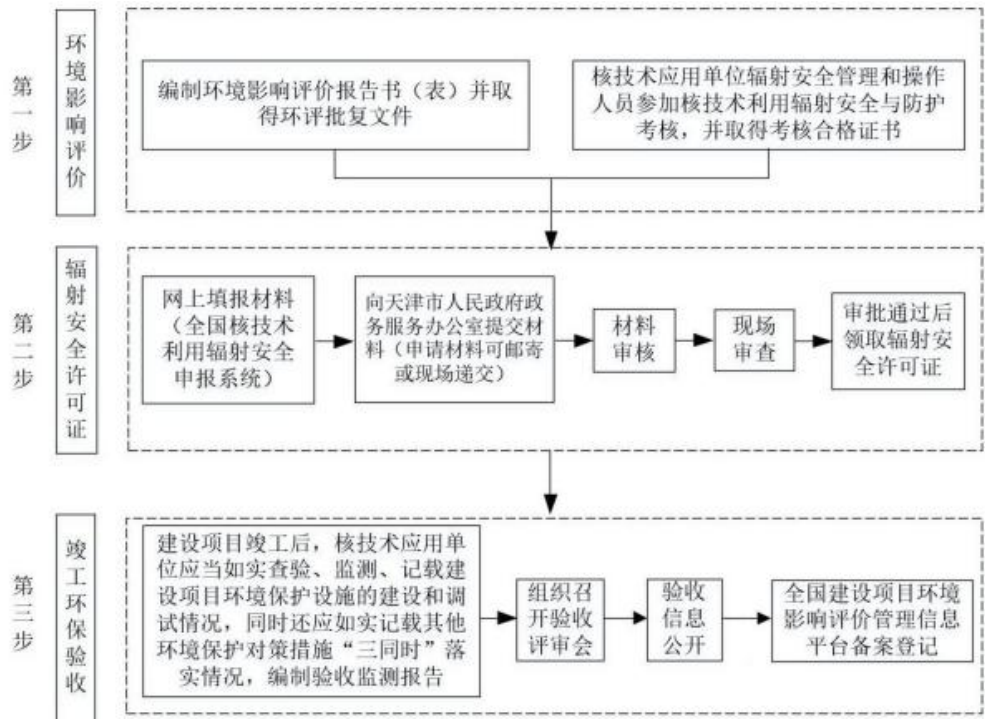 第一步
环境影响评价
编制环境影响评价报告书（表）并取
得环评批复文件
核技术应用单位辐射安全管理和操作
人员参加核技术利用辐射安全与防护
考核，并取得考核合格证书
第二步
辐射安全许可证
网上填报材料
（全国核技术
利用辐射安全
申报系统）
向天津市人民政府政
务服务办公室提交材
料（申请材料可邮寄
或现场递交）
材料
审核
现场
审查
审批通过后
领取辐射安
全许可证
第三步
竣工环保验收
建设项目竣工后，核技术应用单
位应当如实查验、监测、记载建
设项目环境保护设施的建设和调
试情况，同时还应如实记载其他
环境保护对策措施“三同时”落
实情况，编制验收监测报告
组织召
开验收
评审会
验收
信息
公开
全国建设项目环境
影响评价管理信息
平台备案登记